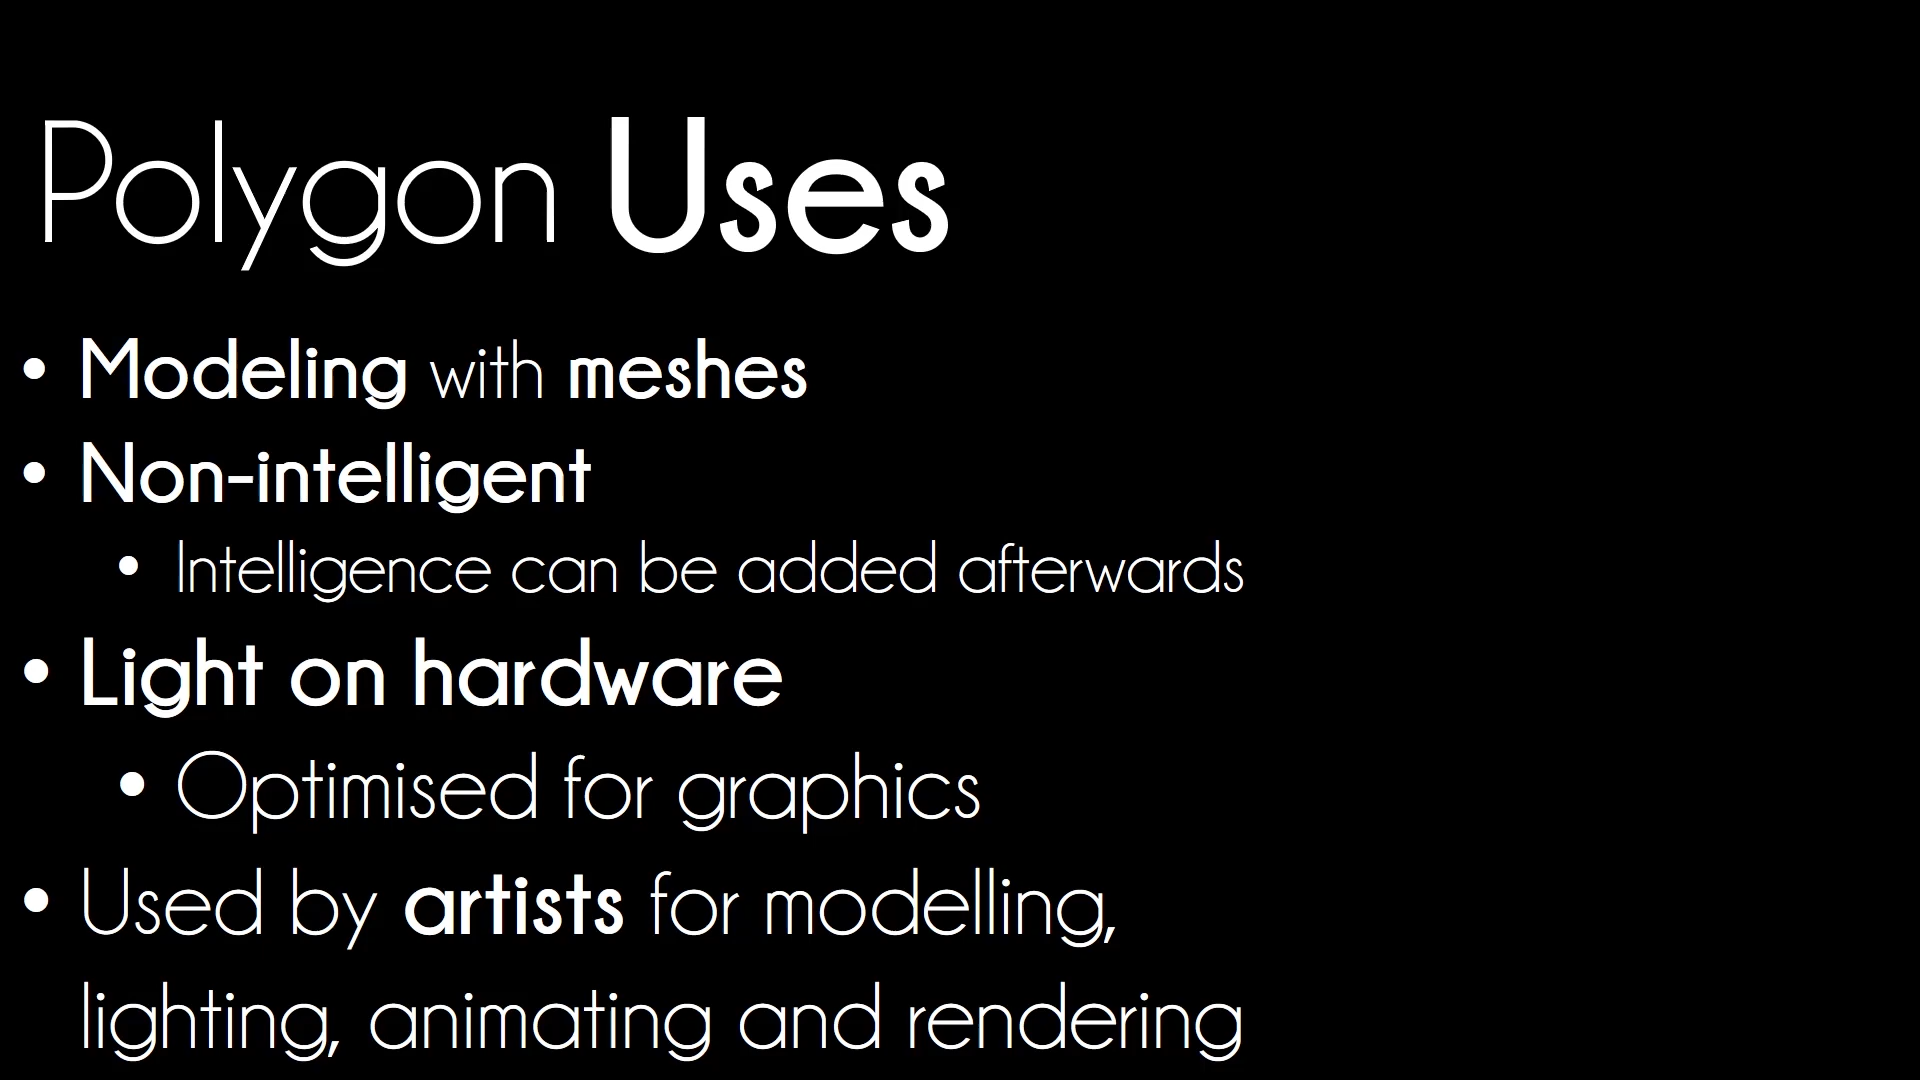 Polygon Uses
• Modeling with meshes
• Non-intelligent
• Intelligence can be added afterwards
• Light on hardware
• Optimised for graphics
• Used by artists for modelling,
lighting, animating and rendering